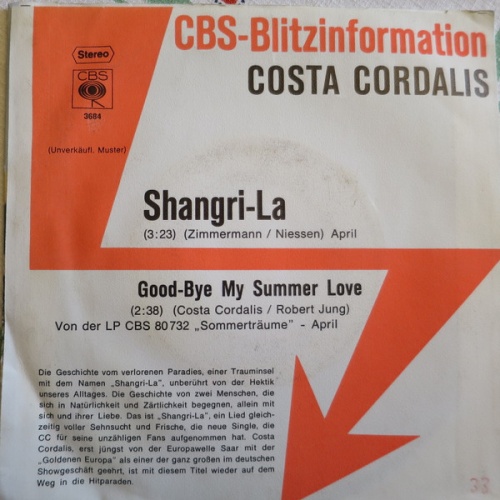 CBS-Blitzinformation
Stereo
COSTA CORDALIS
CBS
3684
(Unverkäufl. Muster)
Shangri-La
(3:23) (Zimmermann / Niessen) April
Good-Bye My Summer Love
(2:38) (Costa Cordalis / Robert Jung)
Von der LP CBS 80732 „Sommerträume" - April
Die Geschichte vom verlorenen Paradies, einer Trauminsel
mit dem Namen „Shangri-La", unberührt von der Hektik
unseres Alltages. Die Geschichte von zwei Menschen, die
sich in Natürlichkeit und Zärtlichkeit begegnen, allein mit
sich und ihrer Liebe. Das ist „Shangri-La", ein Lied gleich-
zeitig voller Sehnsucht und Frische, die neue Single, die
CC für seine unzähligen Fans aufgenommen hat. Costa
Cordalis, erst jüngst von der Europawelle Saar mit der
„Goldenen Europa" als einer der ganz großen im deutschen
Showgeschäft geehrt, ist mit diesem Titel wieder auf dem
Weg in die Hitparaden.
33